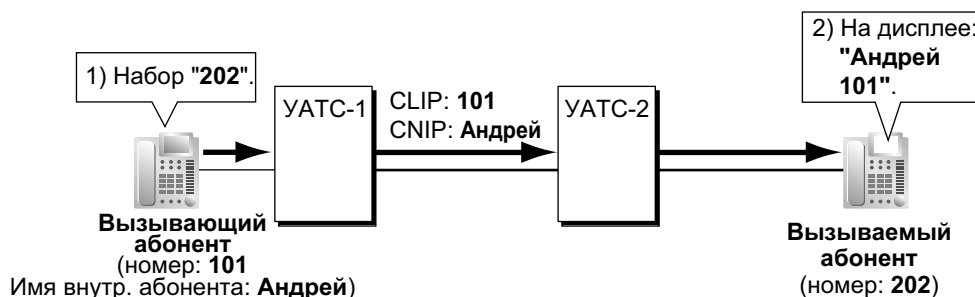 1) Набор "202".
УАТС-1
CLIP: 101
CNIP: Андрей
УАТС-2
2) На дисплее:
"Андрей
101".
Вызывающий
абонент
(номер: 101
Имя внутр. абонента: Андрей)
Вызываемый
абонент
(номер: 202)